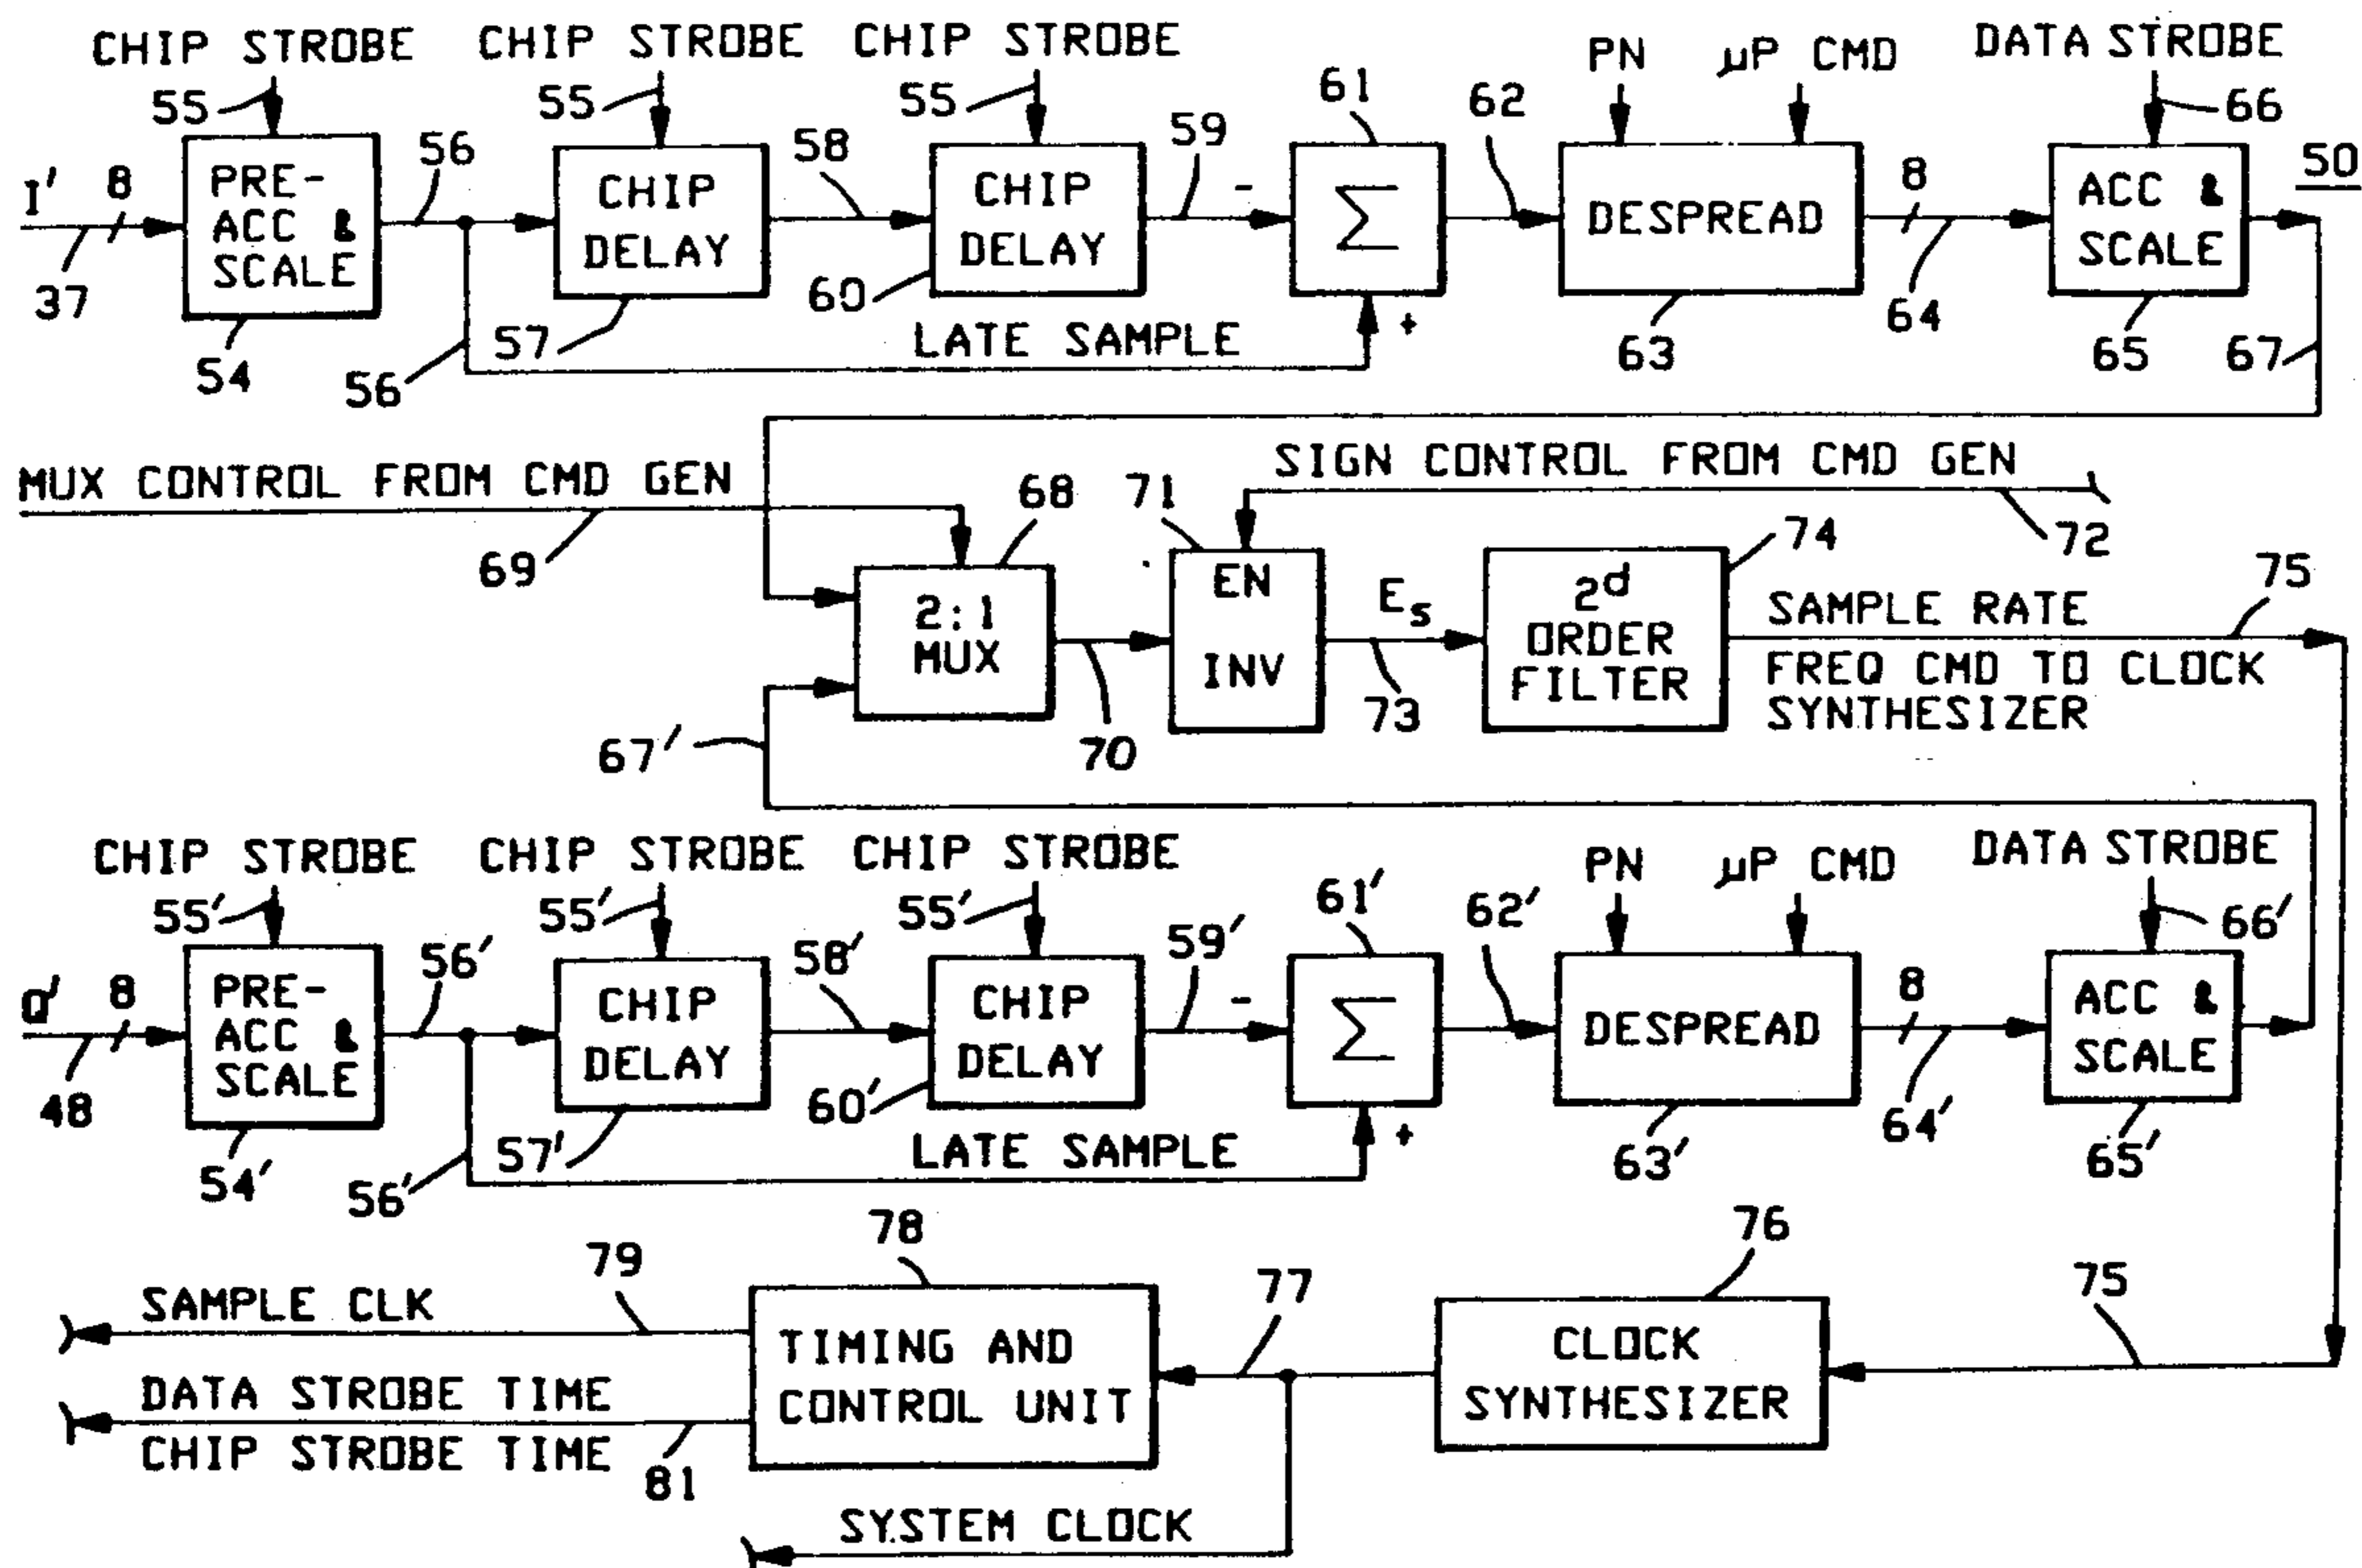 CHIP STROBE
CHIP STROBE
CHIP STROBE
PN
µP CMD
DATA STROBE
55
55
55
61
62
66
50
I'
8
37
PRE-
ACC &
SCALE
54
56
56
CHIP
DELAY
57
58
CHIP
DELAY
60
59
-
Σ
+
LATE SAMPLE
DESPREAD
63
8
64
ACC &
SCALE
65
67
MUX CONTROL FROM CMD GEN
69
68
2:1
MUX
67'
70
71
SIGN CONTROL FROM CMD GEN
72
EN
INV
Es
73
74
2d
ORDER
FILTER
75
SAMPLE RATE
FREQ CMD TO CLOCK
SYNTHESIZER
CHIP STROBE
CHIP STROBE
CHIP STROBE
PN
µP CMD
DATA STROBE
55'
55'
55'
61'
62'
66'
Q'
8
48
PRE-
ACC &
SCALE
54'
56'
56'
CHIP
DELAY
57'
58'
CHIP
DELAY
60'
59'
-
Σ
+
LATE SAMPLE
DESPREAD
63'
8
64'
ACC &
SCALE
65'
79
78
77
76
75
SAMPLE CLK
DATA STROBE TIME
CHIP STROBE TIME
81
TIMING AND
CONTROL UNIT
CLOCK
SYNTHESIZER
SYSTEM CLOCK